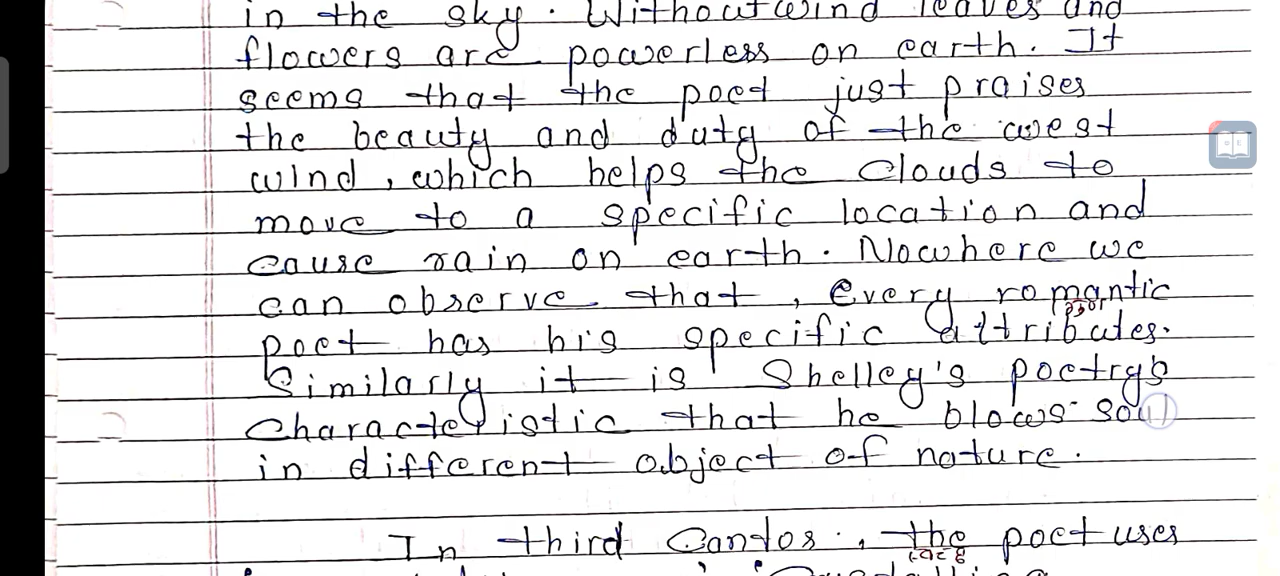 in the sky. Without wind leaves and
flowers are powerless on earth. It
seems that the poet just praises
the beauty and duty of the west
wind, which helps the clouds to
move to a specific location and
cause rain on earth. Nowhere we
can observe that, every romantic
poet has his specific attributes.
Similarly it is Shelley's poetry's
characteristic that he blows soul
in different object of nature.
In third Cantos, the poet uses